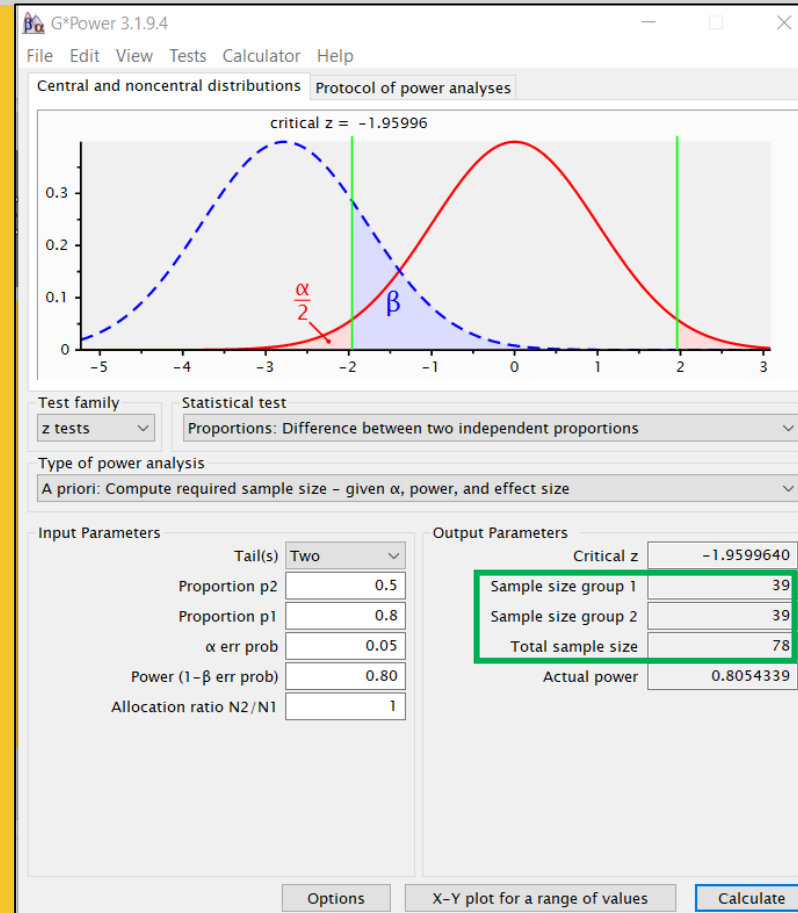 G*Power 3.1.9.4
File Edit View Tests Calculator Help
Central and noncentral distributions Protocol of power analyses
critical z = -1.95996
0.3
0.2
0.1
0
α
2
β
-5 -4 -3 -2 -1 0 1 2 3
Test family Statistical test
z tests Proportions: Difference between two independent proportions
Type of power analysis
A priori: Compute required sample size - given α, power, and effect size
Input Parameters Output Parameters
Tail(s) Two Critical z -1.9599640
Proportion p2 0.5 Sample size group 1 39
Proportion p1 0.8 Sample size group 2 39
α err prob 0.05 Total sample size 78
Power (1-β err prob) 0.80 Actual power 0.8054339
Allocation ratio N2/N1 1
Options X-Y plot for a range of values Calculate